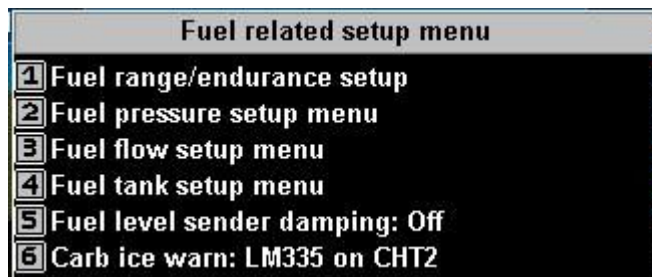 Fuel related setup menu
1 Fuel range/endurance setup
2 Fuel pressure setup menu
3 Fuel flow setup menu
4 Fuel tank setup menu
5 Fuel level sender damping: Off
6 Carb ice warn: LM335 on CHT2